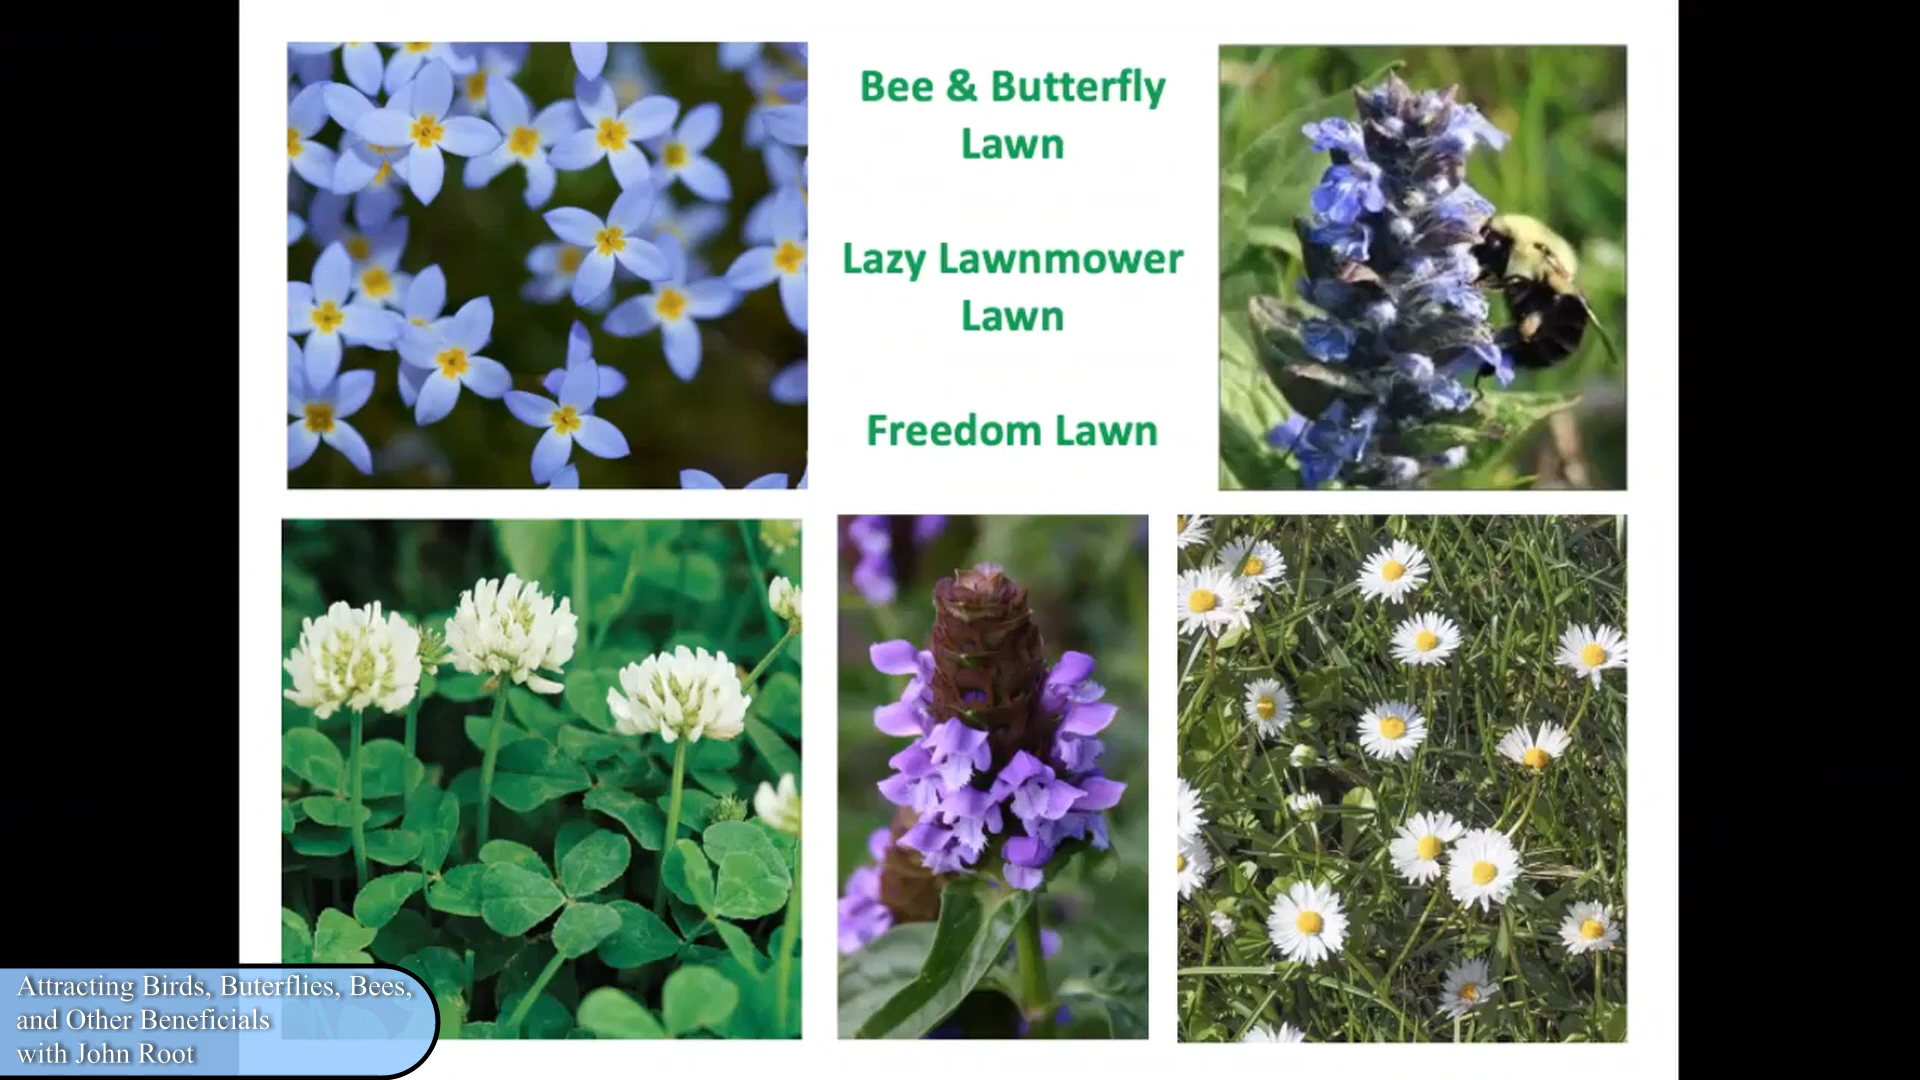 Bee & Butterfly
Lawn
Lazy Lawnmower
Lawn
Freedom Lawn
Attracting Birds, Buterflies, Bees,
and Other Beneficials
with John Root